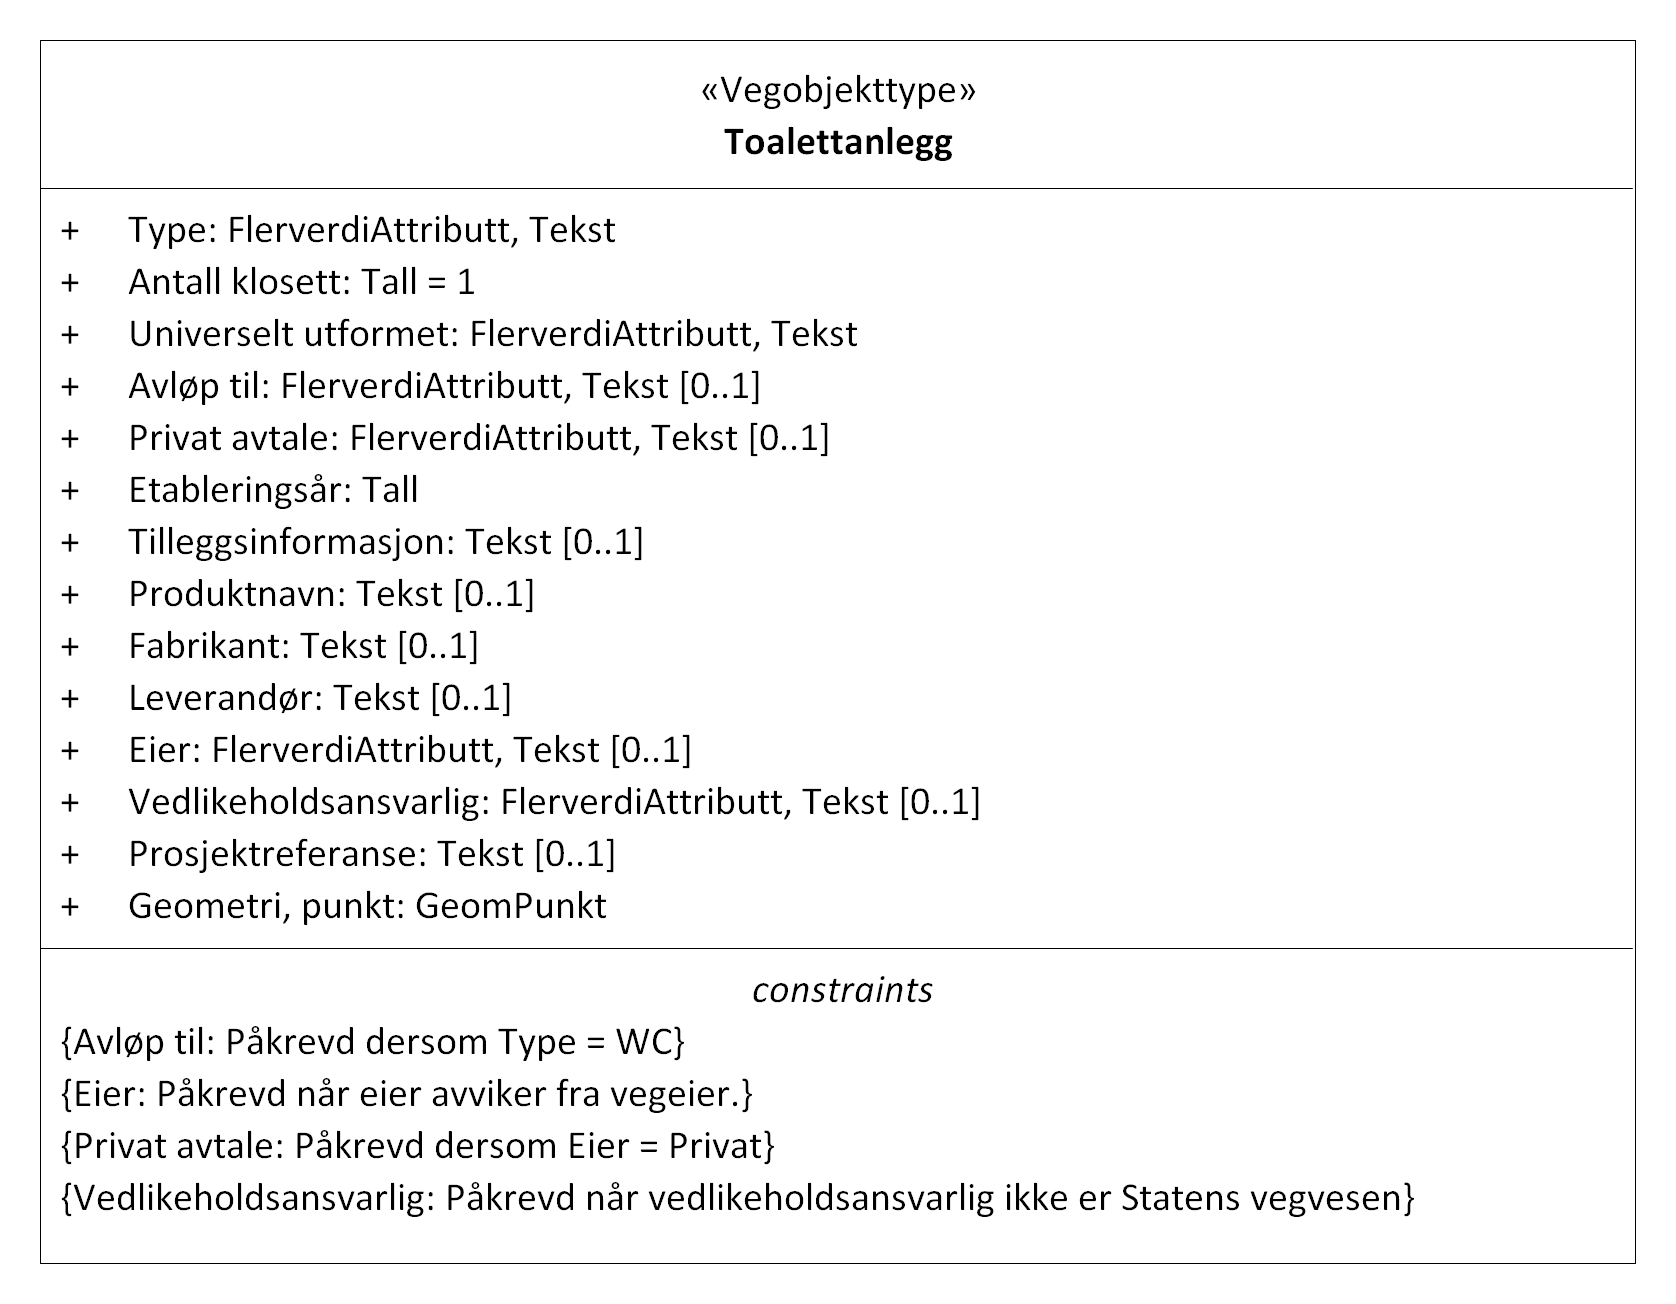 «Vegobjekttype»
Toalettanlegg
+ Type: FlerverdiAttributt, Tekst
+ Antall klosett: Tall = 1
+ Universelt utformet: FlerverdiAttributt, Tekst
+ Avløp til: FlerverdiAttributt, Tekst [0..1]
+ Privat avtale: FlerverdiAttributt, Tekst [0..1]
+ Etableringsår: Tall
+ Tilleggsinformasjon: Tekst [0..1]
+ Produktnavn: Tekst [0..1]
+ Fabrikant: Tekst [0..1]
+ Leverandør: Tekst [0..1]
+ Eier: FlerverdiAttributt, Tekst [0..1]
+ Vedlikeholdsansvarlig: FlerverdiAttributt, Tekst [0..1]
+ Prosjektreferanse: Tekst [0..1]
+ Geometri, punkt: GeomPunkt
constraints
{Avløp til: Påkrevd dersom Type = WC}
{Eier: Påkrevd når eier avviker fra vegeier.}
{Privat avtale: Påkrevd dersom Eier = Privat}
{Vedlikeholdsansvarlig: Påkrevd når vedlikeholdsansvarlig ikke er Statens vegvesen}